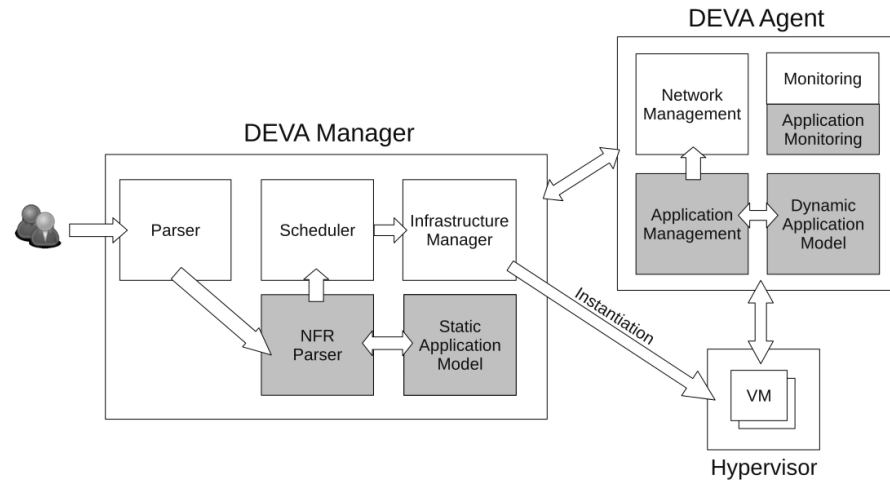 DEVA Agent
Network
Management
Monitoring
Application
Monitoring
Application
Management
Dynamic
Application
Model
DEVA Manager
Parser
Scheduler
Infrastructure
Manager
NFR
Parser
Static
Application
Model
Instantiation
VM
Hypervisor